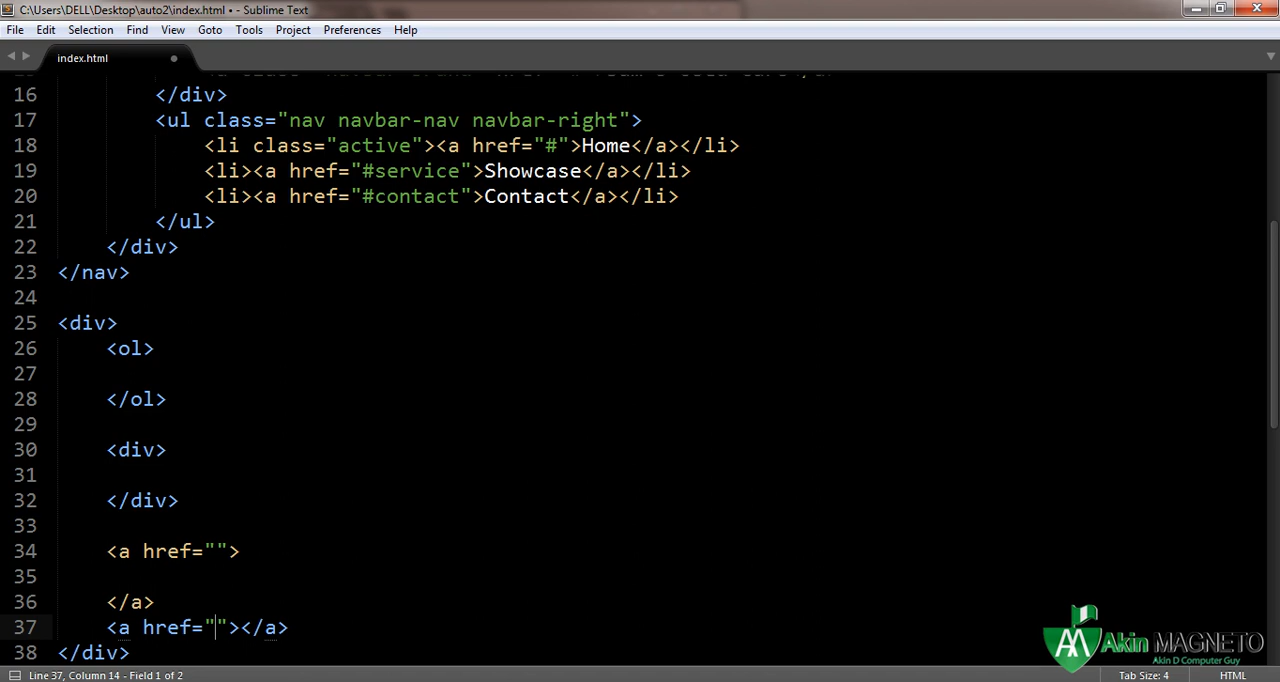 C:\Users\DELL\Desktop\auto2\index.html • - Sublime Text
File Edit Selection Find View Goto Tools Project Preferences Help
index.html
16 </div>
17 <ul class="nav navbar-nav navbar-right">
18 <li class="active"><a href="#">Home</a></li>
19 <li><a href="#service">Showcase</a></li>
20 <li><a href="#contact">Contact</a></li>
21 </ul>
22 </div>
23 </nav>
24
25 <div>
26 <ol>
27
28 </ol>
29
30 <div>
31
32 </div>
33
34 <a href="">
35
36 </a>
37 <a href=""></a>
38 </div>
Akin MAGNETO
Akin D Computer Guy
Line 37, Column 14 - Field 1 of 2 Tab Size: 4 HTML